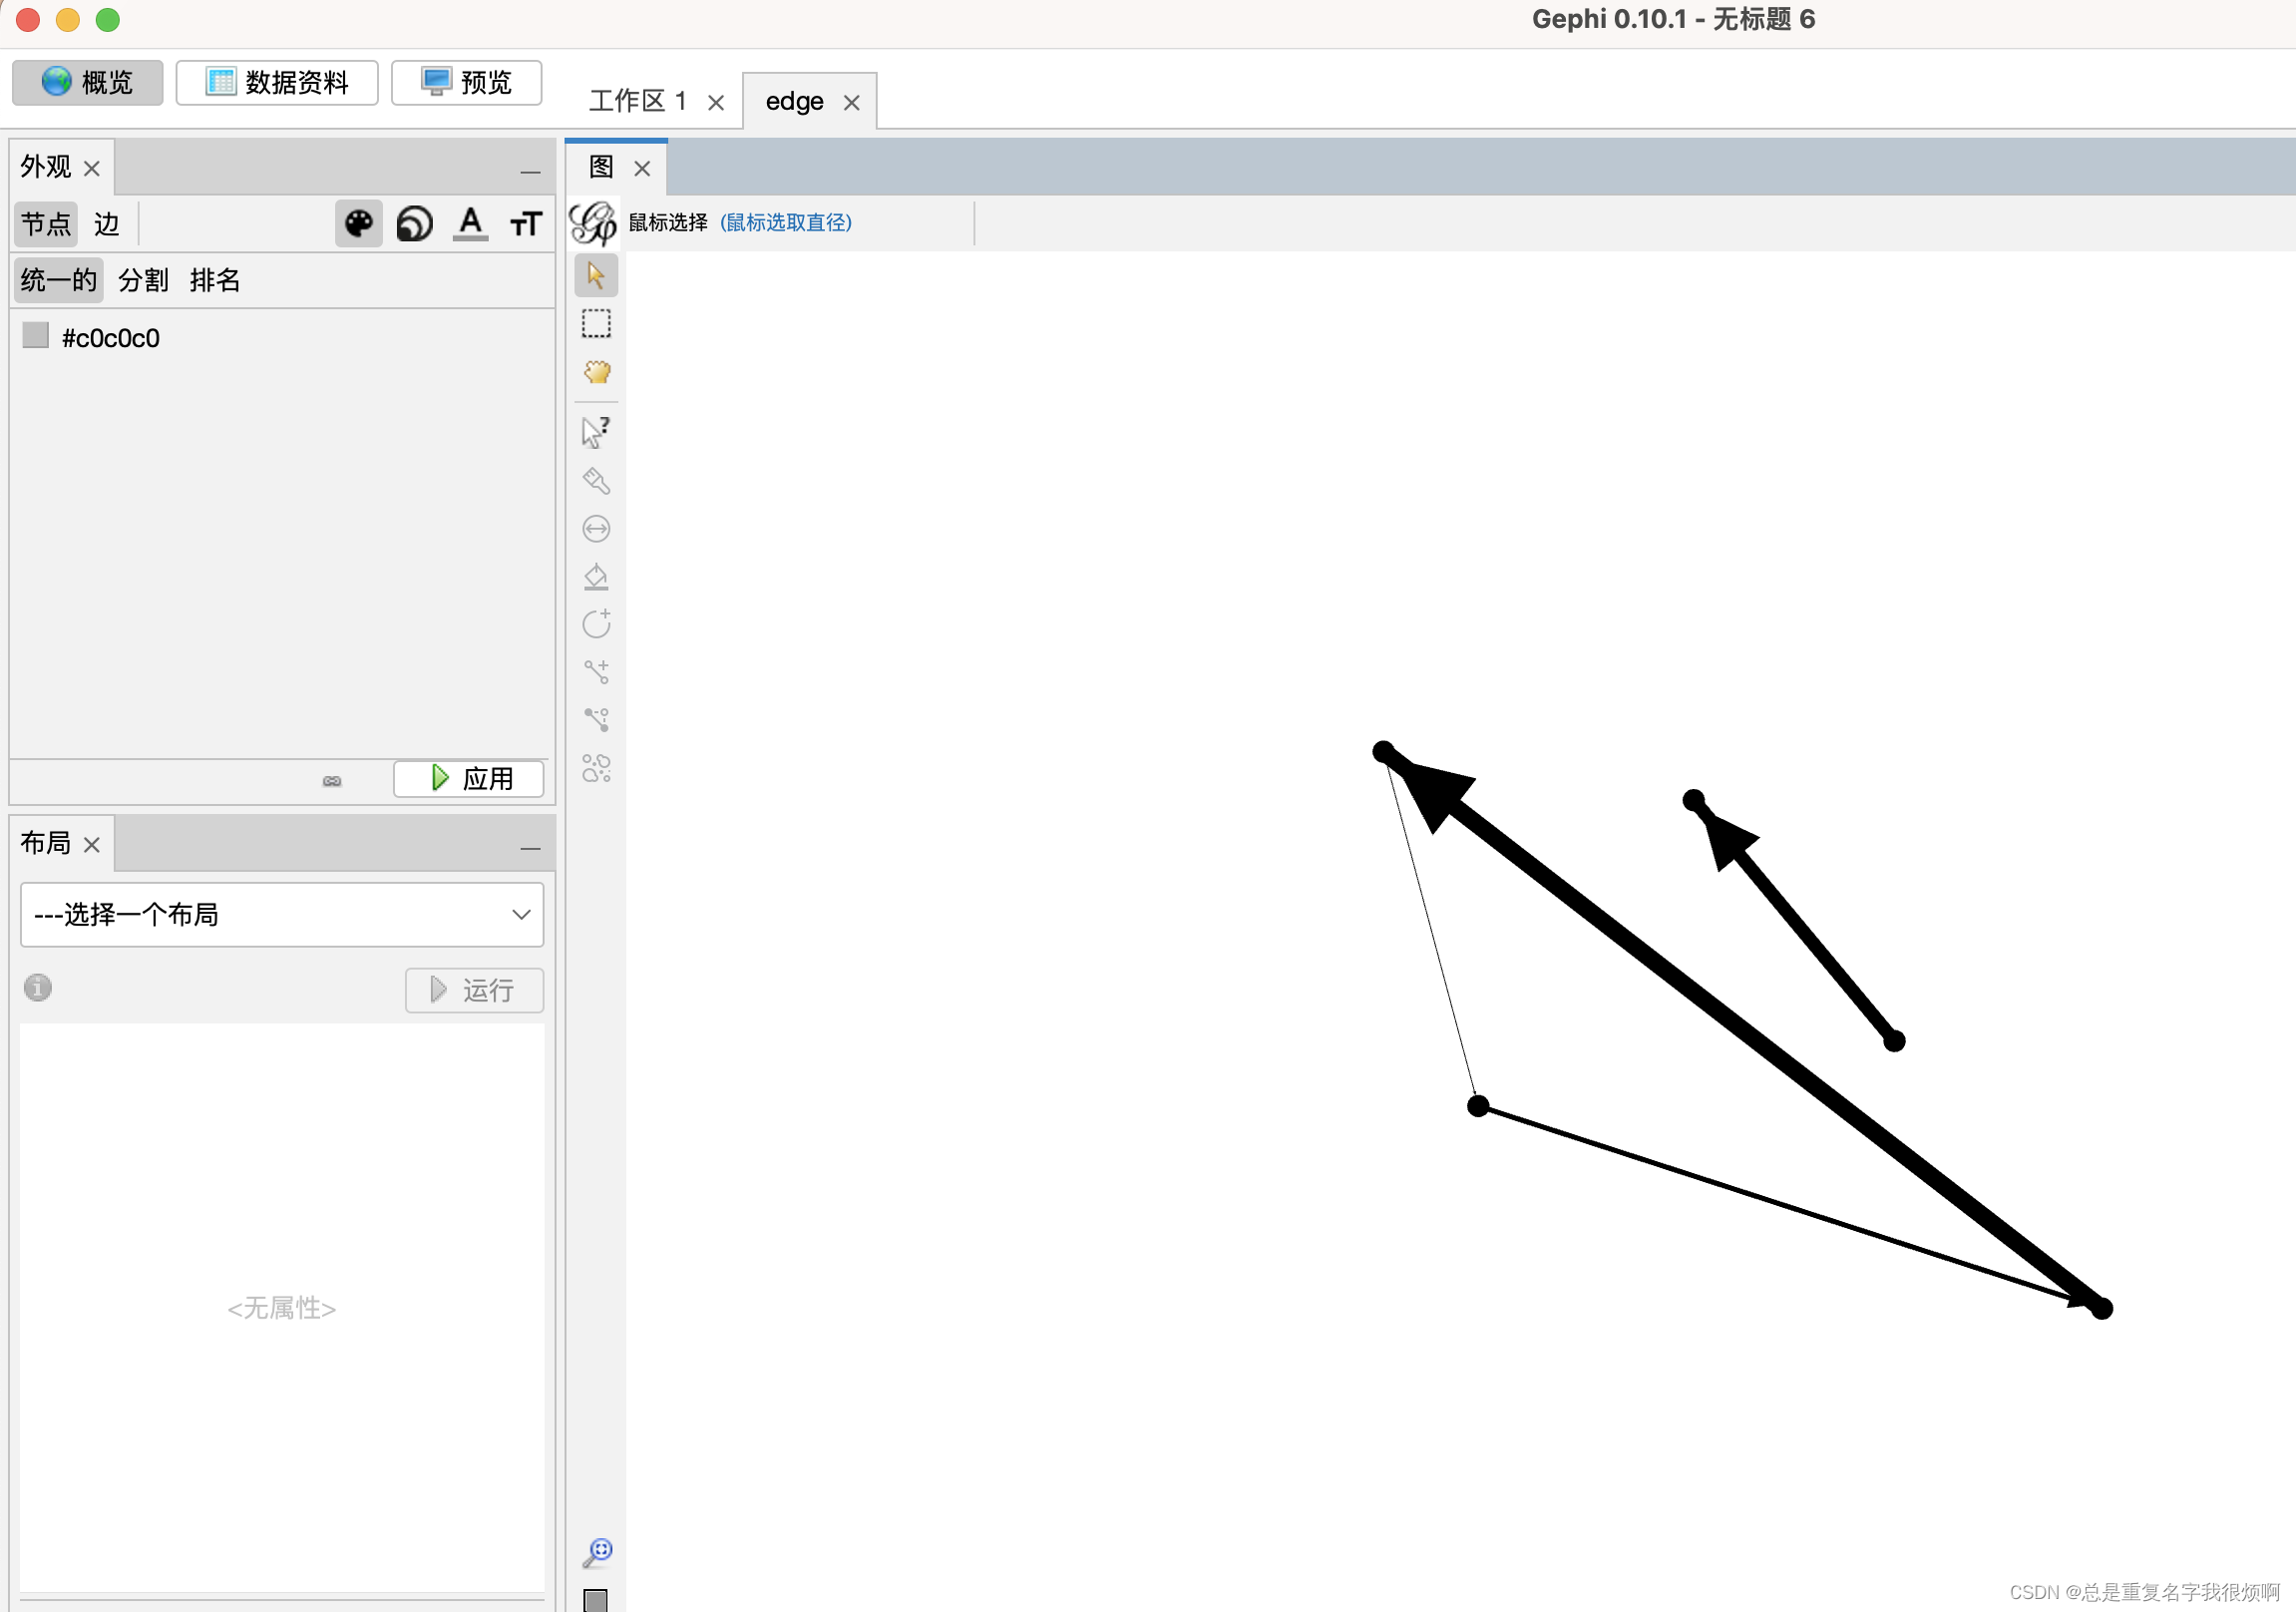 Gephi 0.10.1 - 无标题 6
概览 数据资料 预览 工作区 1 edge
外观
图
节点 边 A TT
鼠标选择 (鼠标选取直径)
统一的 分割 排名
#c0c0c0
应用
布局
---选择一个布局
运行
<无属性>
CSDN @总是重复名字我很烦啊